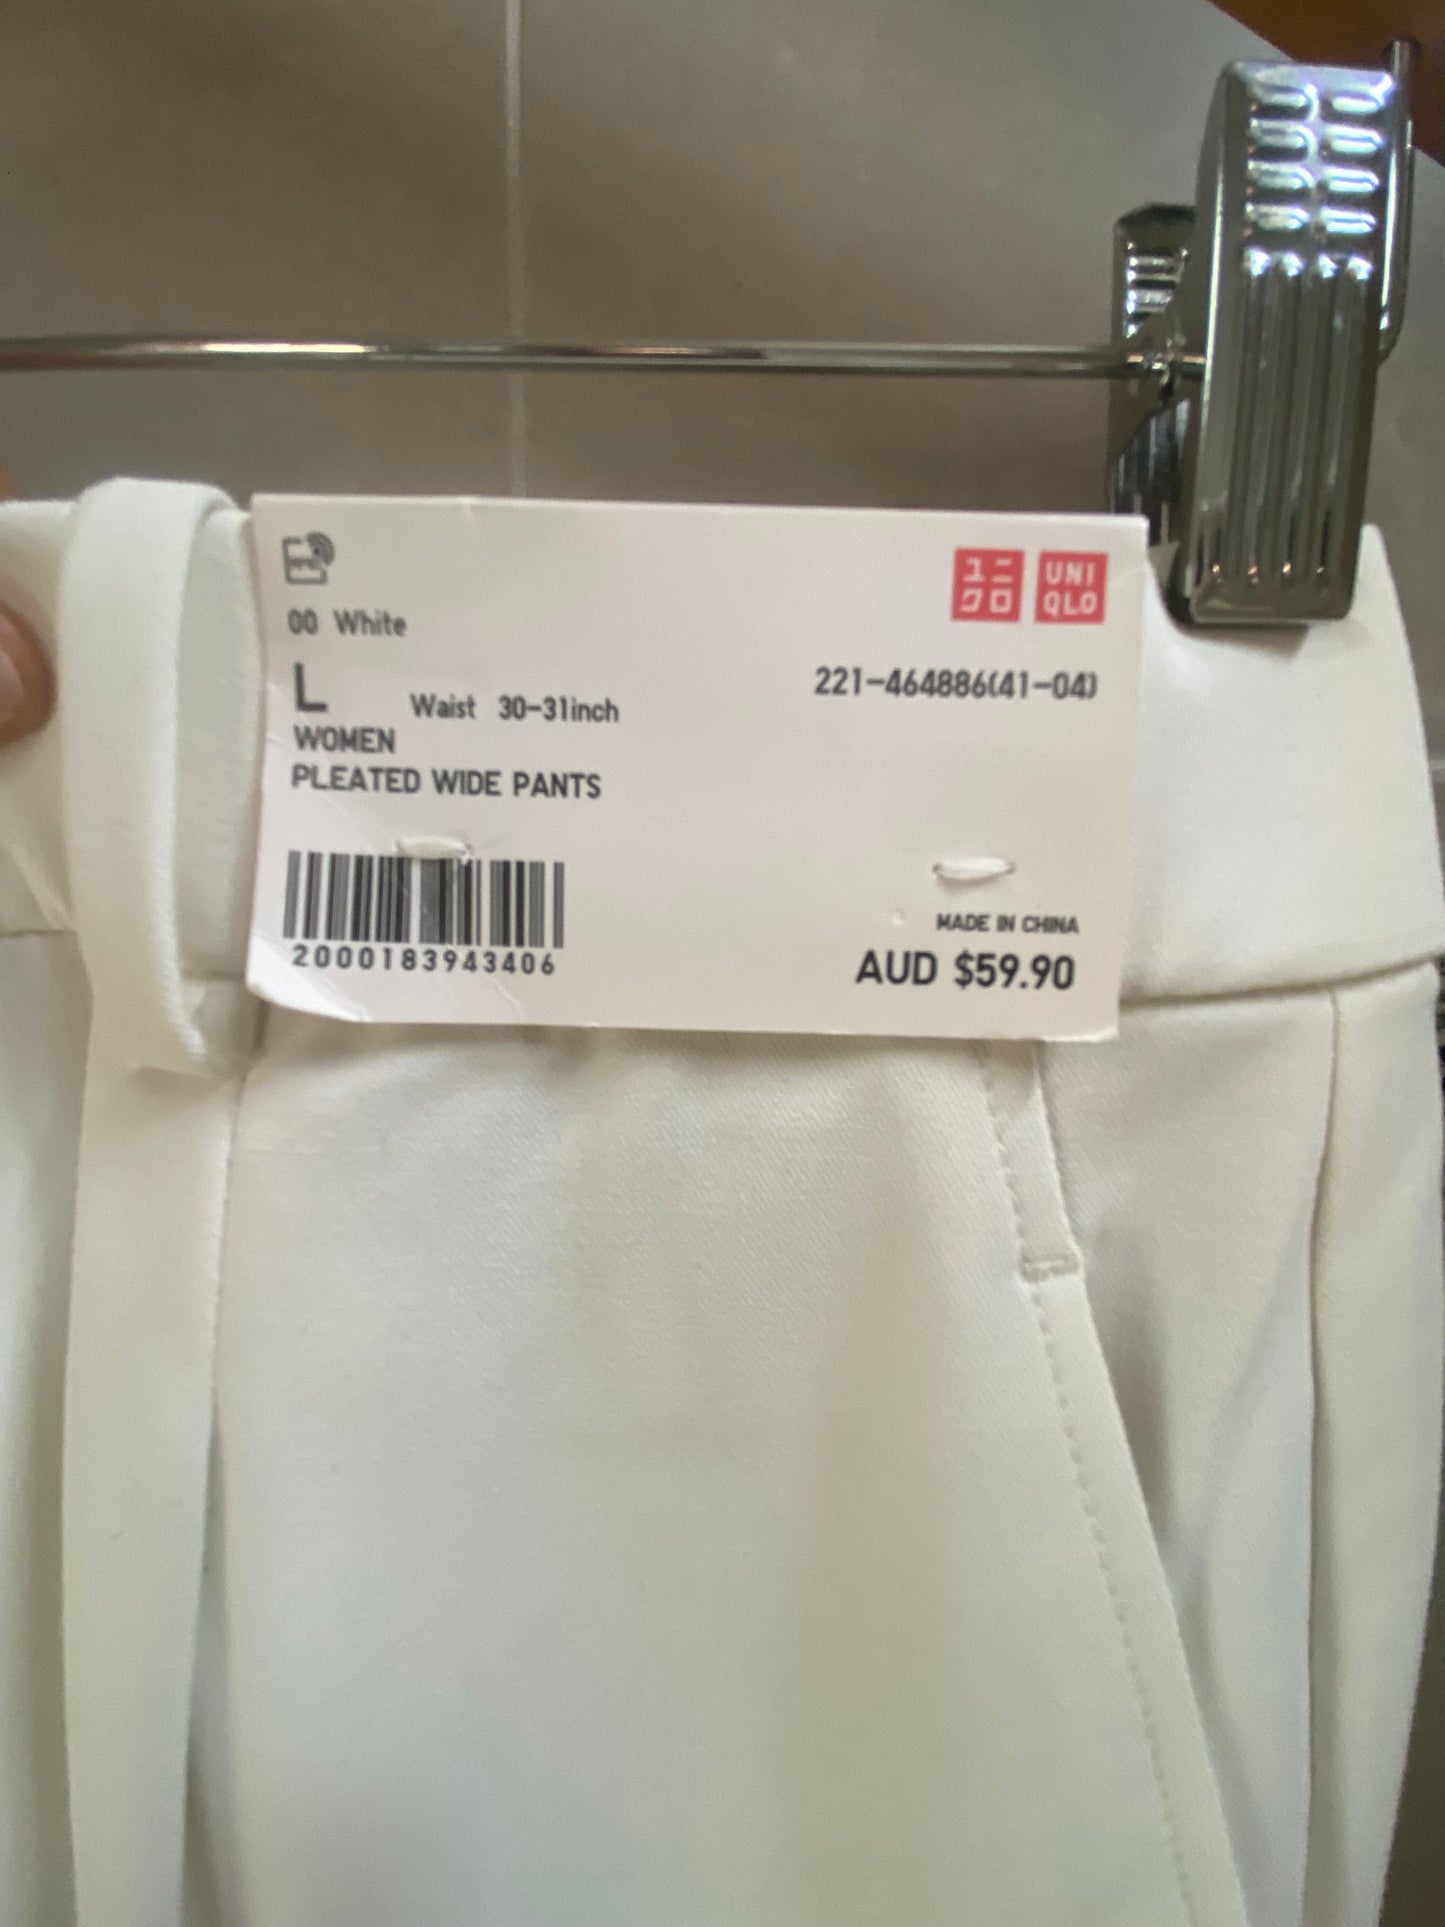 ユニ
クロ
UNI
QLO
00 White
L Waist 30-31inch
221-464886(41-04)
WOMEN
PLEATED WIDE PANTS
2000183943406
MADE IN CHINA
AUD $59.90